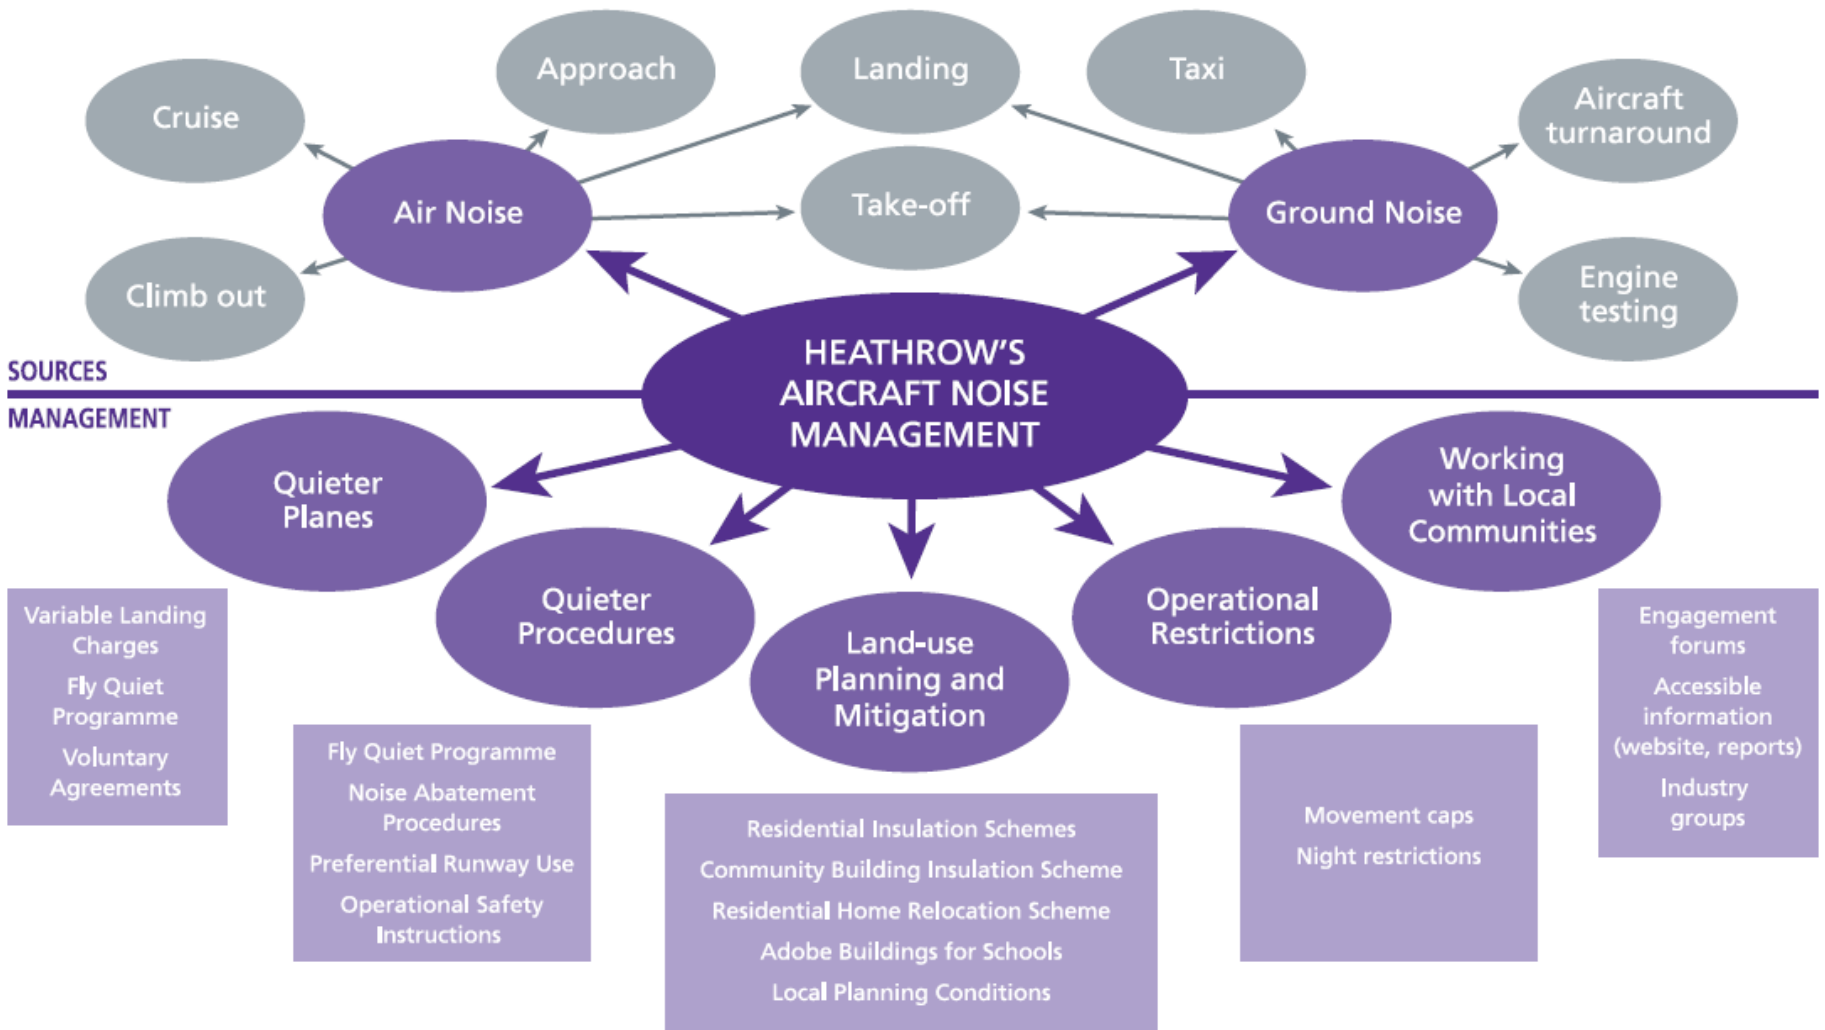 Cruise
Approach
Landing
Taxi
Aircraft
turnaround
Air Noise
Take-off
Ground Noise
Climb out
Engine
testing
SOURCES
MANAGEMENT
HEATHROW'S
AIRCRAFT NOISE
MANAGEMENT
Quieter
Planes
Quieter
Procedures
Land-use
Planning and
Mitigation
Operational
Restrictions
Working
with Local
Communities
Variable Landing
Charges
Fly Quiet
Programme
Voluntary
Agreements
Fly Quiet Programme
Noise Abatement
Procedures
Preferential Runway Use
Operational Safety
Instructions
Residential Insulation Schemes
Community Building Insulation Scheme
Residential Home Relocation Scheme
Adobe Buildings for Schools
Local Planning Conditions
Movement caps
Night restrictions
Engagement
forums
Accessible
information
(website, reports)
Industry
groups